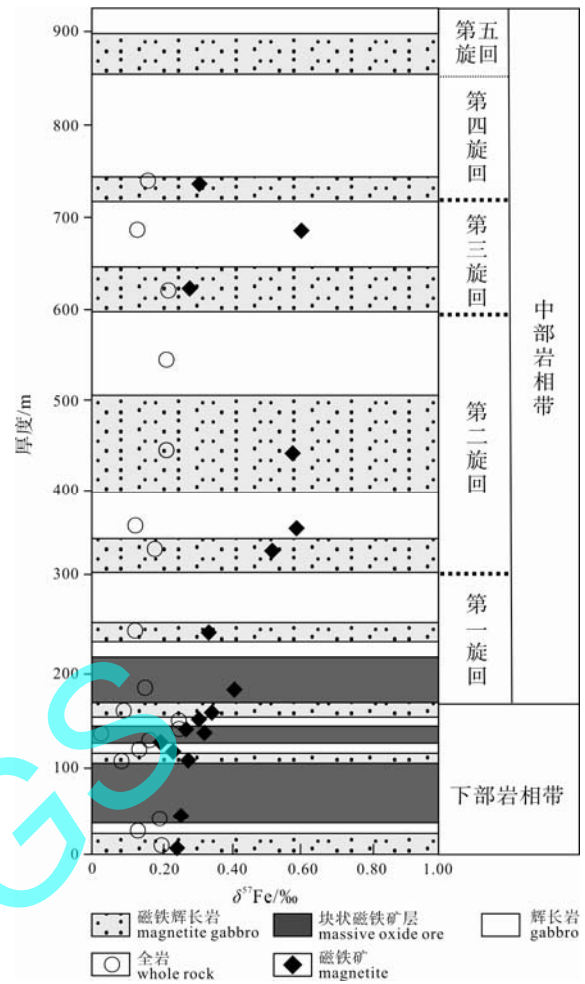 900
800
700
600
500
400
300
200
100
0
厚度/m
0
0.20
0.40
0.60
0.80
1.00
δ⁵⁷Fe/‰
第五
旋回
第四旋回
第三旋回
第二旋回
第一旋回
中部岩相带
下部岩相带
GS
磁铁辉长岩
magnetite gabbro
块状磁铁矿层
massive oxide ore
辉长岩
gabbro
全岩
whole rock
磁铁矿
magnetite